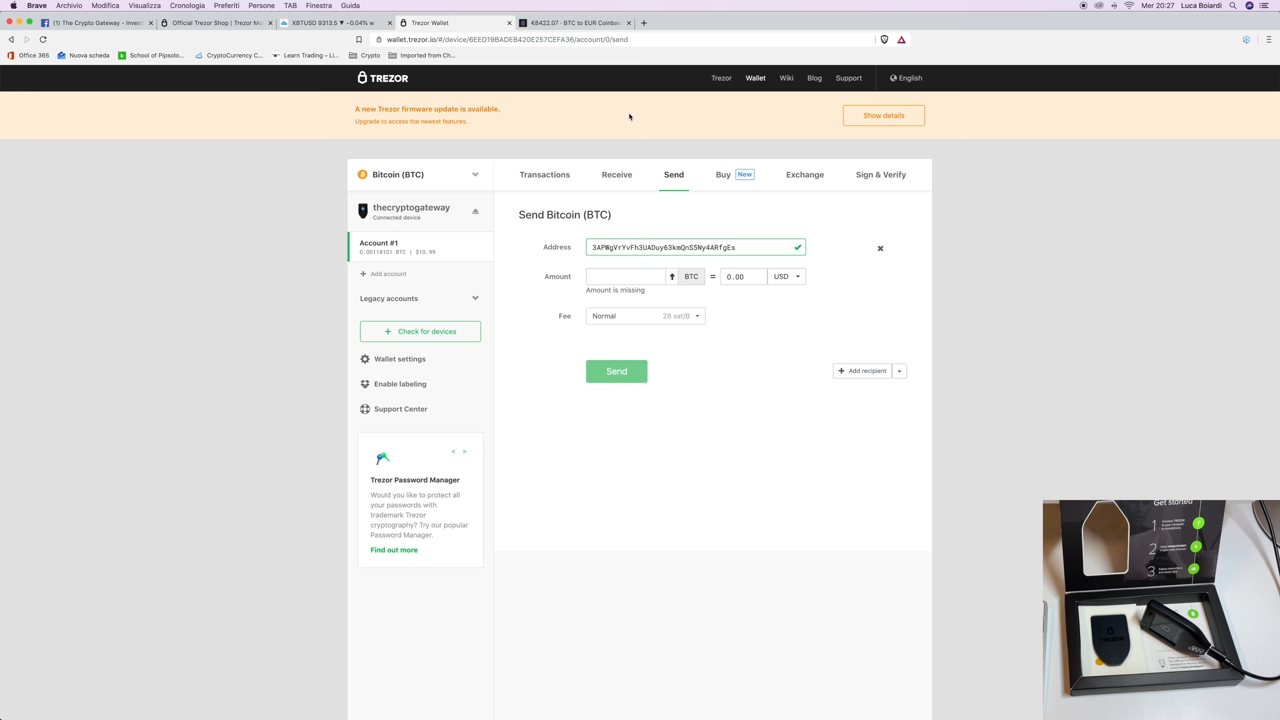 Brave Archivio Modifica Visualizza Cronologia Preferiti Persone TAB Finestra Guida Mer 20:27 Luca Boiardi
(1) The Crypto Gateway - Invest Official Trezor Shop | Trezor Mo XBTUSD 9313.5 ▼ −0.04% w Trezor Wallet €8422.07 · BTC to EUR Coinbas
wallet.trezor.io/#/device/6EED19BADEB420E257CEFA36/account/0/send
Office 365 Nuova scheda School of Pipsolo... CryptoCurrency C... Learn Trading – Li... Crypto Imported from Ch...
TREZOR Trezor Wallet Wiki Blog Support English
A new Trezor firmware update is available.
Upgrade to access the newest features.
Show details
Bitcoin (BTC) Transactions Receive Send Buy New Exchange Sign & Verify
thecryptogateway
Connected device
Account #1
0.00118101 BTC | $10.99
+ Add account
Legacy accounts
+ Check for devices
Wallet settings
Enable labeling
Support Center
Trezor Password Manager
Would you like to protect all
your passwords with
trademark Trezor
cryptography? Try our popular
Password Manager.
Find out more
Send Bitcoin (BTC)
Address 3APWgVrYvFh3UADuy63kmQnS5Ny4ARfgEs
Amount BTC = 0.00 USD
Amount is missing
Fee Normal 28 sat/B
Send + Add recipient
Get started
1
2
3